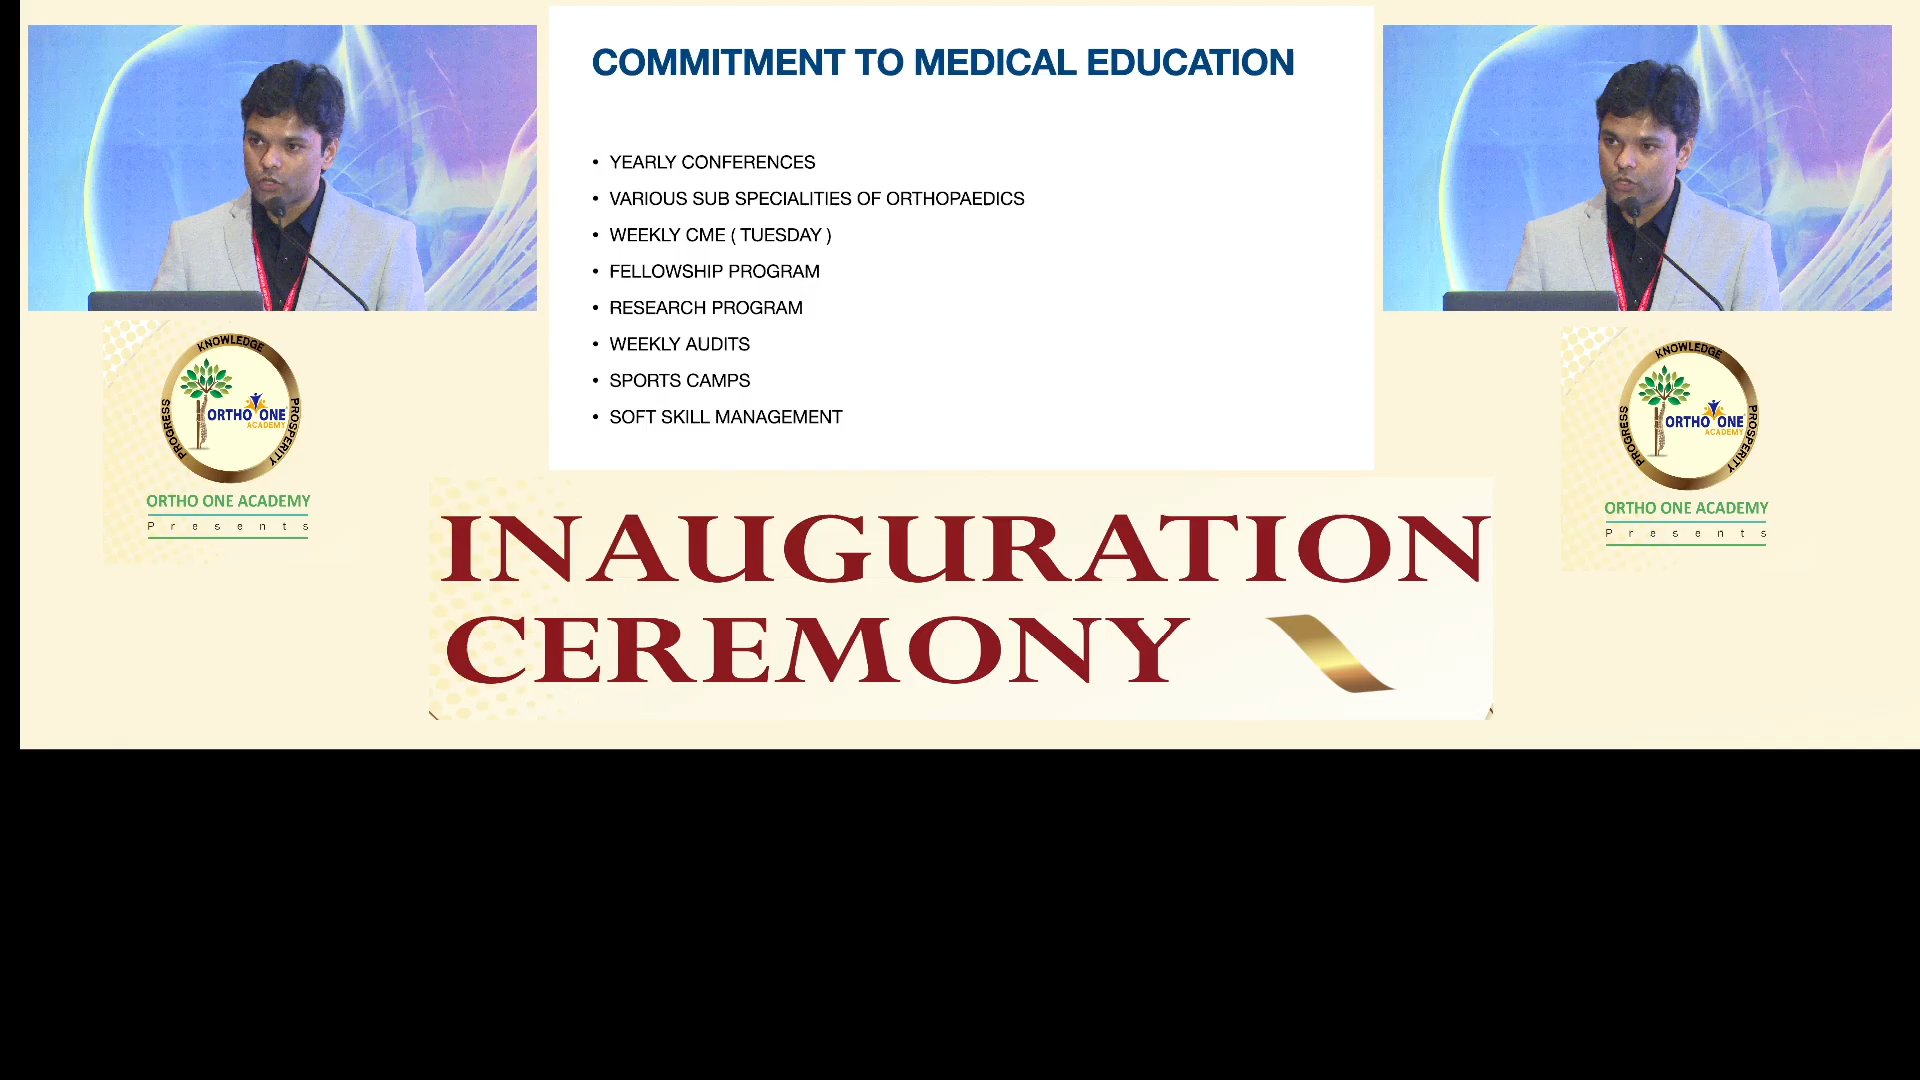 COMMITMENT TO MEDICAL EDUCATION
• YEARLY CONFERENCES
• VARIOUS SUB SPECIALITIES OF ORTHOPAEDICS
• WEEKLY CME ( TUESDAY )
• FELLOWSHIP PROGRAM
• RESEARCH PROGRAM
• WEEKLY AUDITS
• SPORTS CAMPS
• SOFT SKILL MANAGEMENT
KNOWLEDGE
PROGRESS
PROSPERITY
ORTHO ONE
ACADEMY
ORTHO ONE ACADEMY
Presents
KNOWLEDGE
PROGRESS
PROSPERITY
ORTHO ONE
ACADEMY
ORTHO ONE ACADEMY
Presents
INAUGURATION
CEREMONY